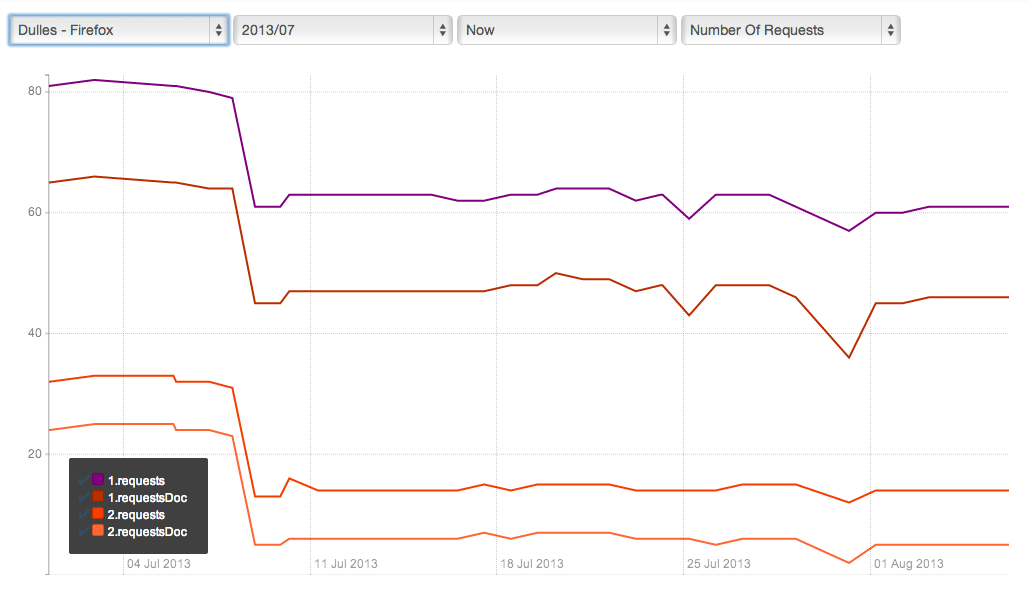 Dulles - Firefox 2013/07 Now Number Of Requests
80
60
40
20
1.requests
1.requestsDoc
2.requests
2.requestsDoc
04 Jul 2013 11 Jul 2013 18 Jul 2013 25 Jul 2013 01 Aug 2013